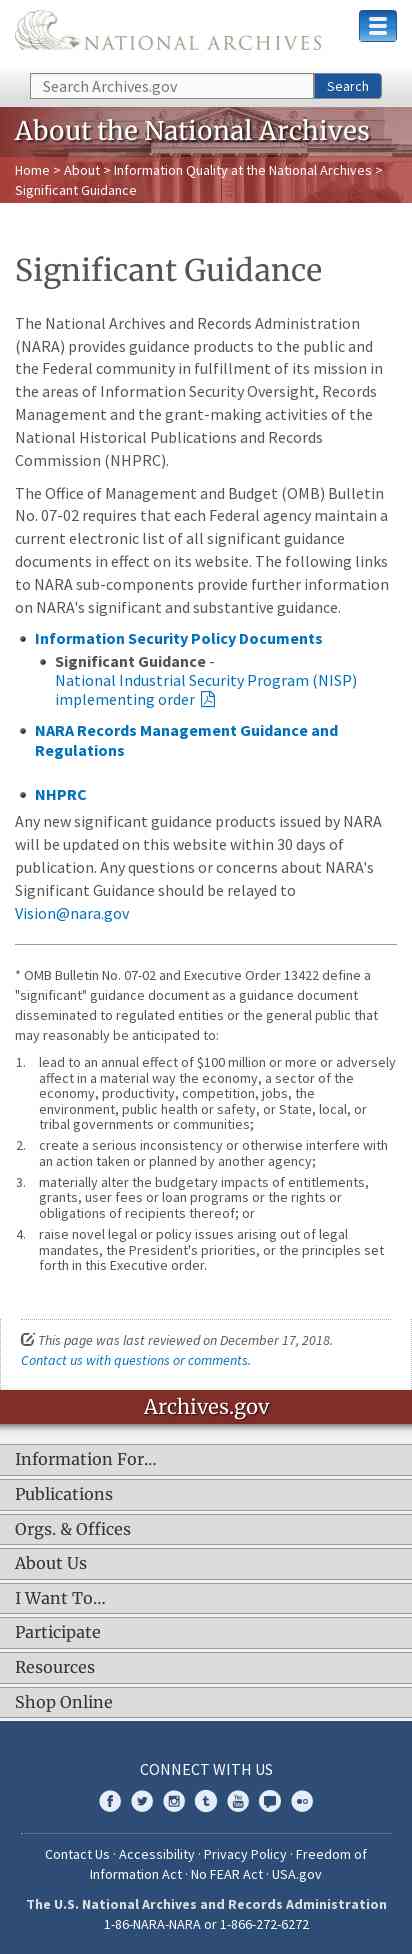 NATIONAL ARCHIVES
Search Archives.gov
Search
About the National Archives
Home > About > Information Quality at the National Archives >
Significant Guidance
Significant Guidance
The National Archives and Records Administration
(NARA) provides guidance products to the public and
the Federal community in fulfillment of its mission in
the areas of Information Security Oversight, Records
Management and the grant-making activities of the
National Historical Publications and Records
Commission (NHPRC).
The Office of Management and Budget (OMB) Bulletin
No. 07-02 requires that each Federal agency maintain a
current electronic list of all significant guidance
documents in effect on its website. The following links
to NARA sub-components provide further information
on NARA's significant and substantive guidance.
Information Security Policy Documents
Significant Guidance -
National Industrial Security Program (NISP)
implementing order
NARA Records Management Guidance and
Regulations
NHPRC
Any new significant guidance products issued by NARA
will be updated on this website within 30 days of
publication. Any questions or concerns about NARA's
Significant Guidance should be relayed to
Vision@nara.gov
* OMB Bulletin No. 07-02 and Executive Order 13422 define a
"significant" guidance document as a guidance document
disseminated to regulated entities or the general public that
may reasonably be anticipated to:
1. lead to an annual effect of $100 million or more or adversely
affect in a material way the economy, a sector of the
economy, productivity, competition, jobs, the
environment, public health or safety, or State, local, or
tribal governments or communities;
2. create a serious inconsistency or otherwise interfere with
an action taken or planned by another agency;
3. materially alter the budgetary impacts of entitlements,
grants, user fees or loan programs or the rights or
obligations of recipients thereof; or
4. raise novel legal or policy issues arising out of legal
mandates, the President's priorities, or the principles set
forth in this Executive order.
This page was last reviewed on December 17, 2018.
Contact us with questions or comments.
Archives.gov
Information For…
Publications
Orgs. & Offices
About Us
I Want To…
Participate
Resources
Shop Online
CONNECT WITH US
Contact Us · Accessibility · Privacy Policy · Freedom of
Information Act · No FEAR Act · USA.gov
The U.S. National Archives and Records Administration
1-86-NARA-NARA or 1-866-272-6272